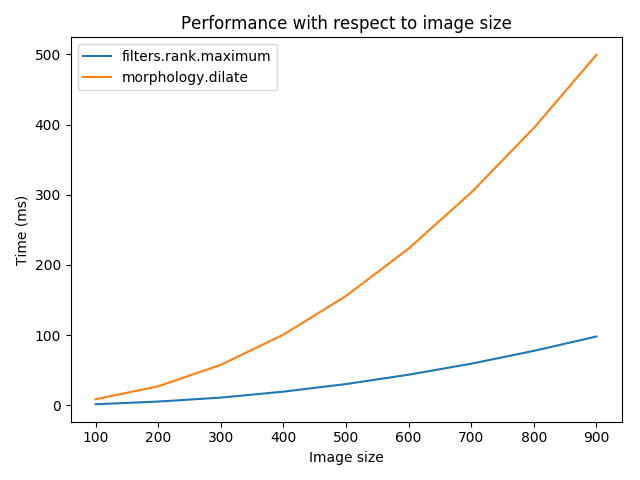 Performance with respect to image size
filters.rank.maximum
morphology.dilate
500
400
300
200
100
0
Time (ms)
100 200 300 400 500 600 700 800 900
Image size